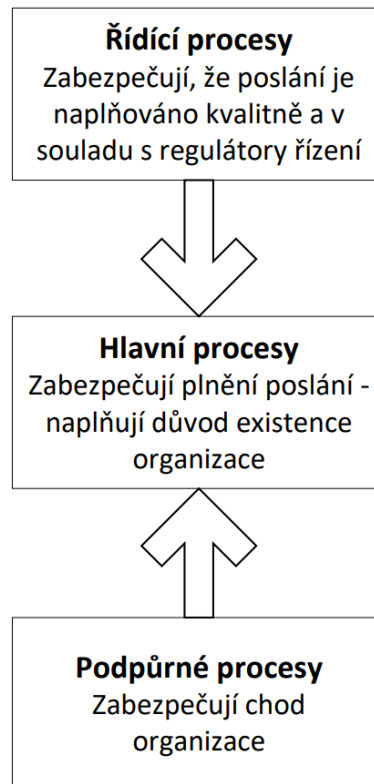 Řídící procesy
Zabezpečují, že poslání je
naplňováno kvalitně a v
souladu s regulátory řízení
Hlavní procesy
Zabezpečují plnění poslání -
naplňují důvod existence
organizace
Podpůrné procesy
Zabezpečují chod
organizace